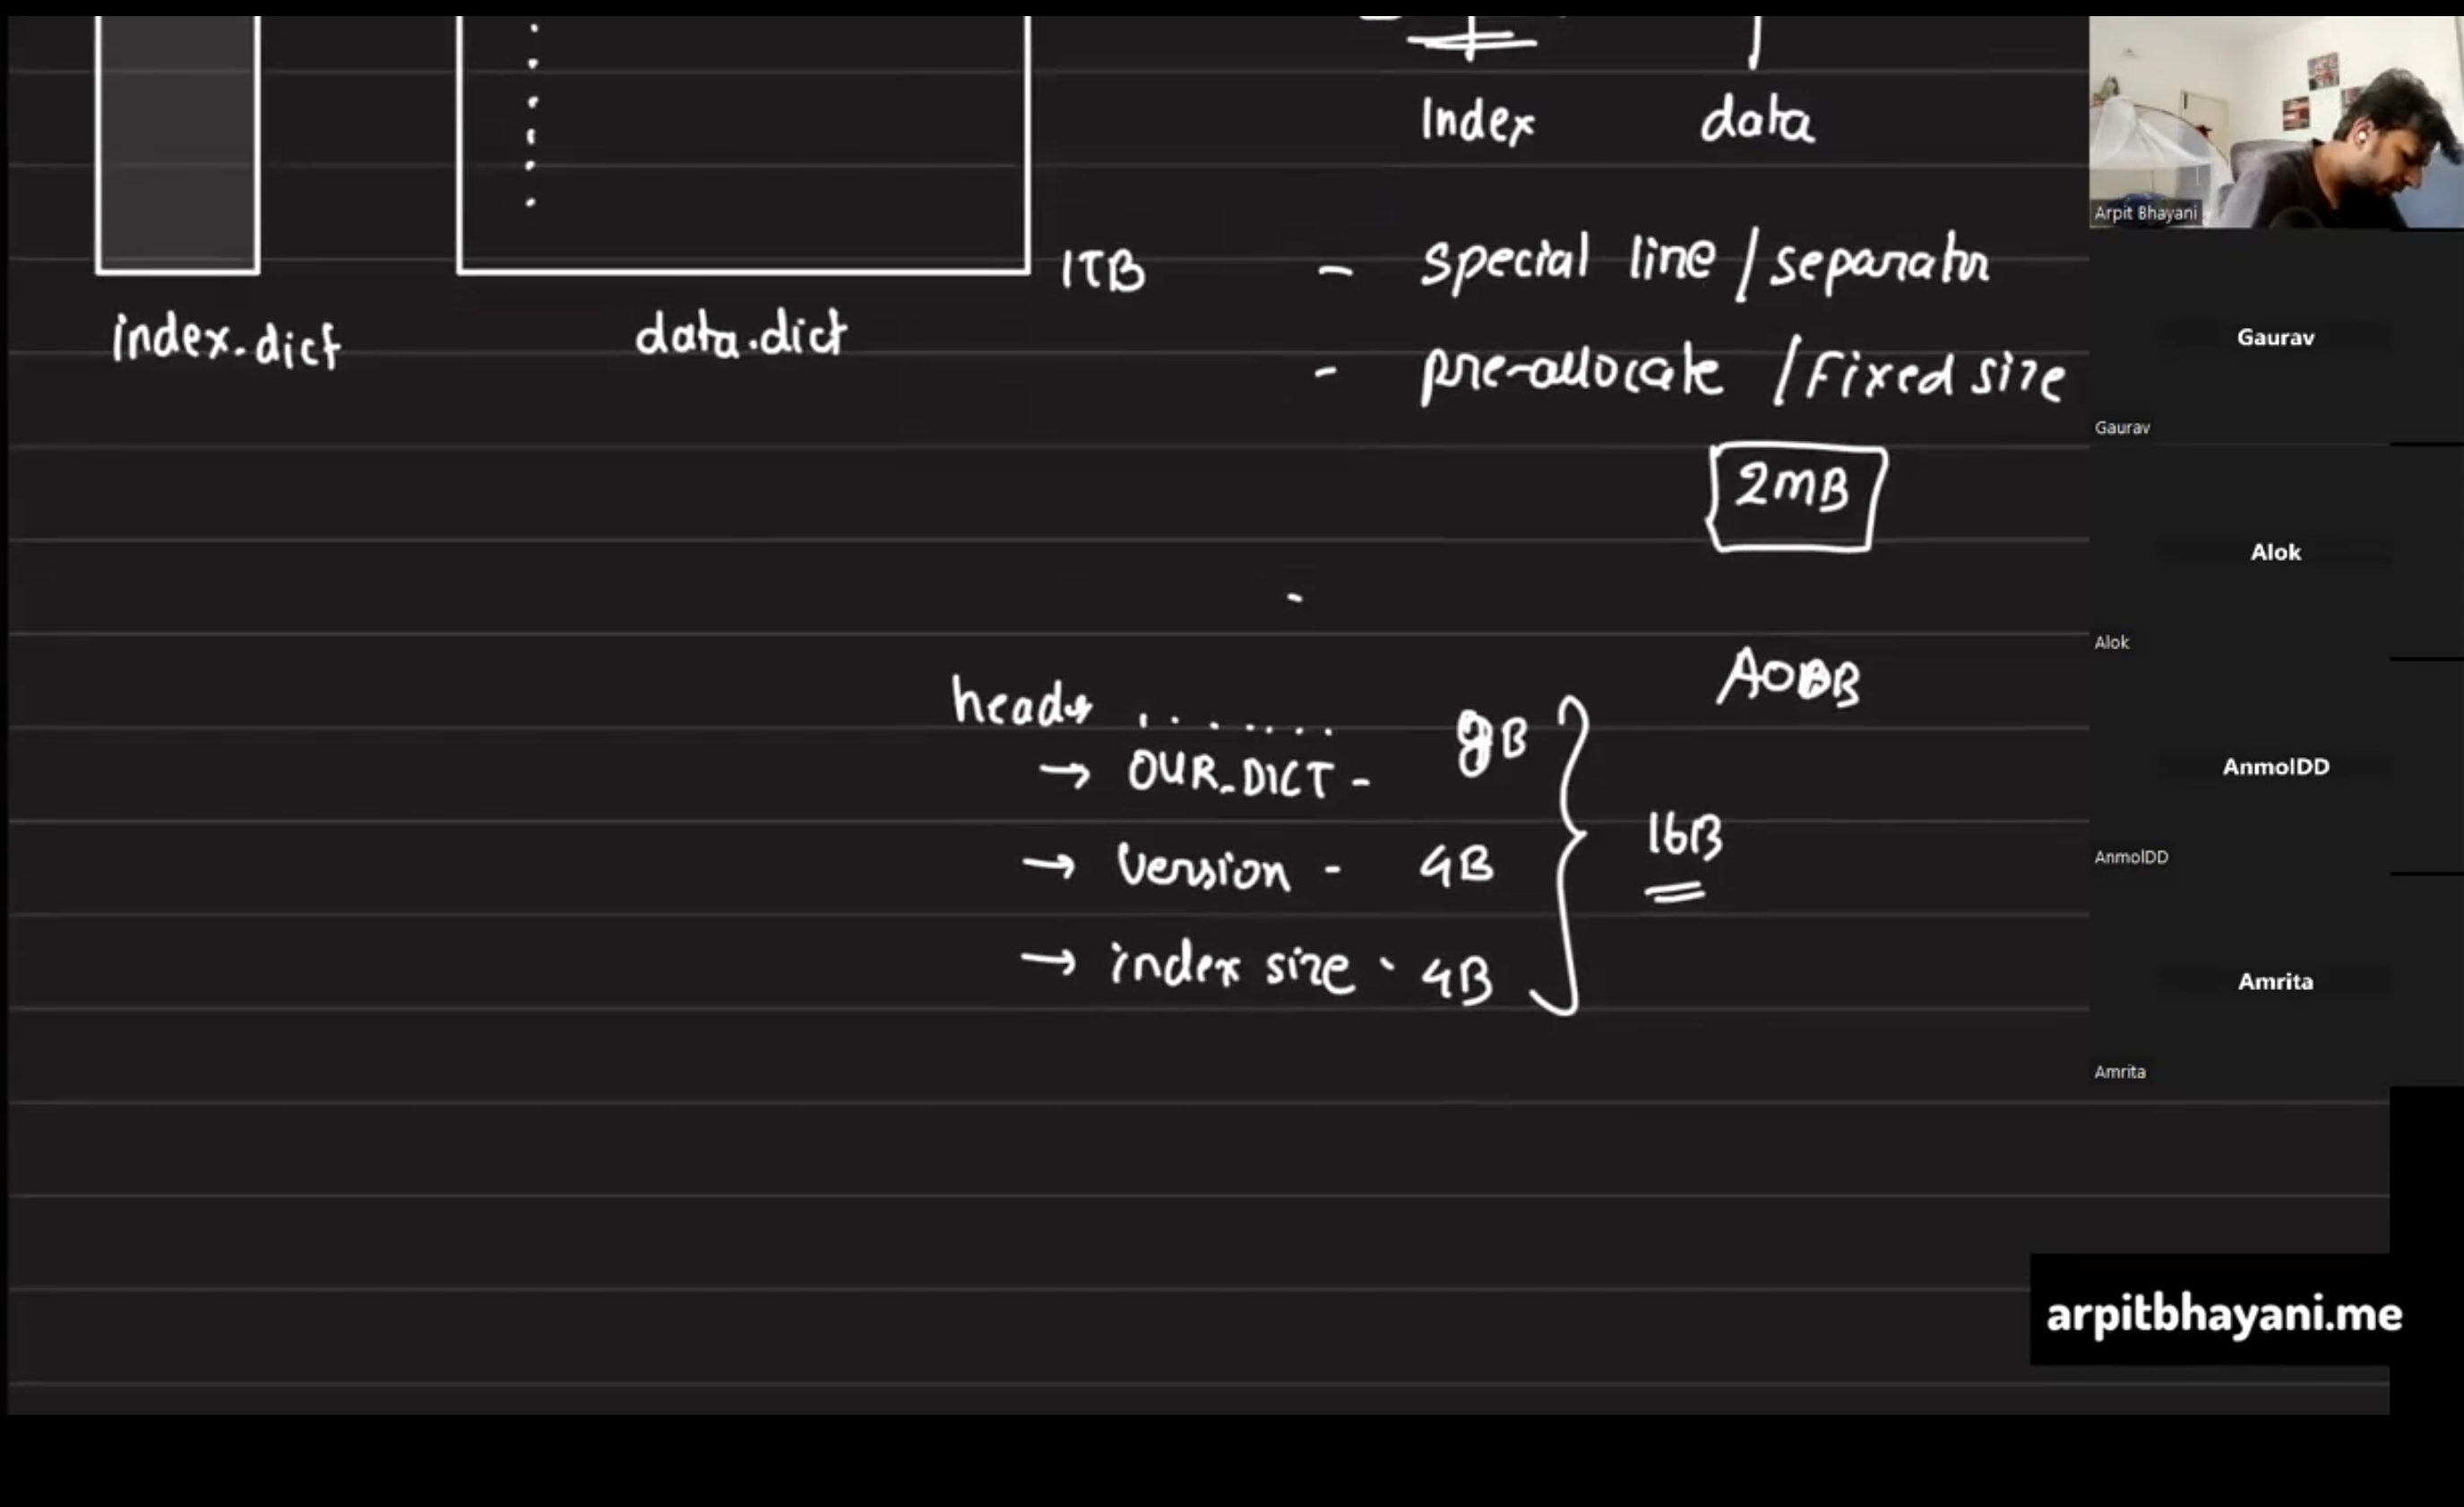 Index data
Arpit Bhayani
1TB
- special line / separator
index.dict data.dict
Gaurav
- pre-allocate / Fixed size
Gaurav
2MB
Alok
-
Alok
AOBB
header . . . . . . .
8B
→ OUR_DICT -
AnmolDD
16B
→ version - 4B
AnmolDD
→ index size - 4B
Amrita
Amrita
arpitbhayani.me